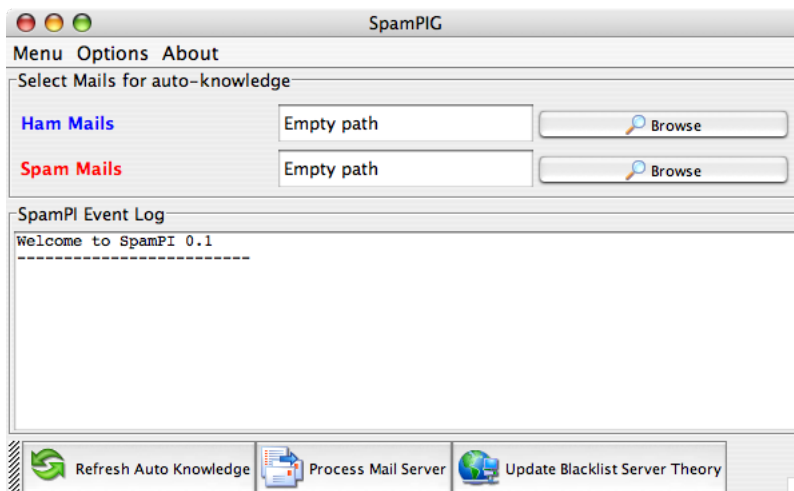 SpamPIG
Menu Options About
Select Mails for auto-knowledge
Ham Mails Empty path Browse
Spam Mails Empty path Browse
SpamPI Event Log
Welcome to SpamPI 0.1
-------------------------
Refresh Auto Knowledge Process Mail Server Update Blacklist Server Theory